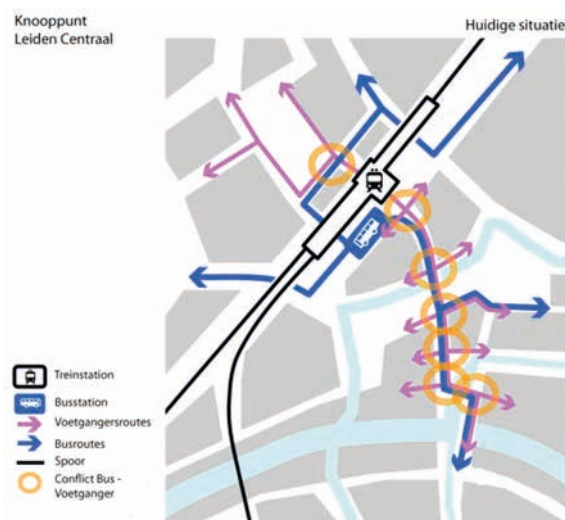 Knooppunt
Leiden Centraal
Huidige situatie
Treinstation
Busstation
Voetgangersroutes
Busroutes
Spoor
Conflict Bus -
Voetganger